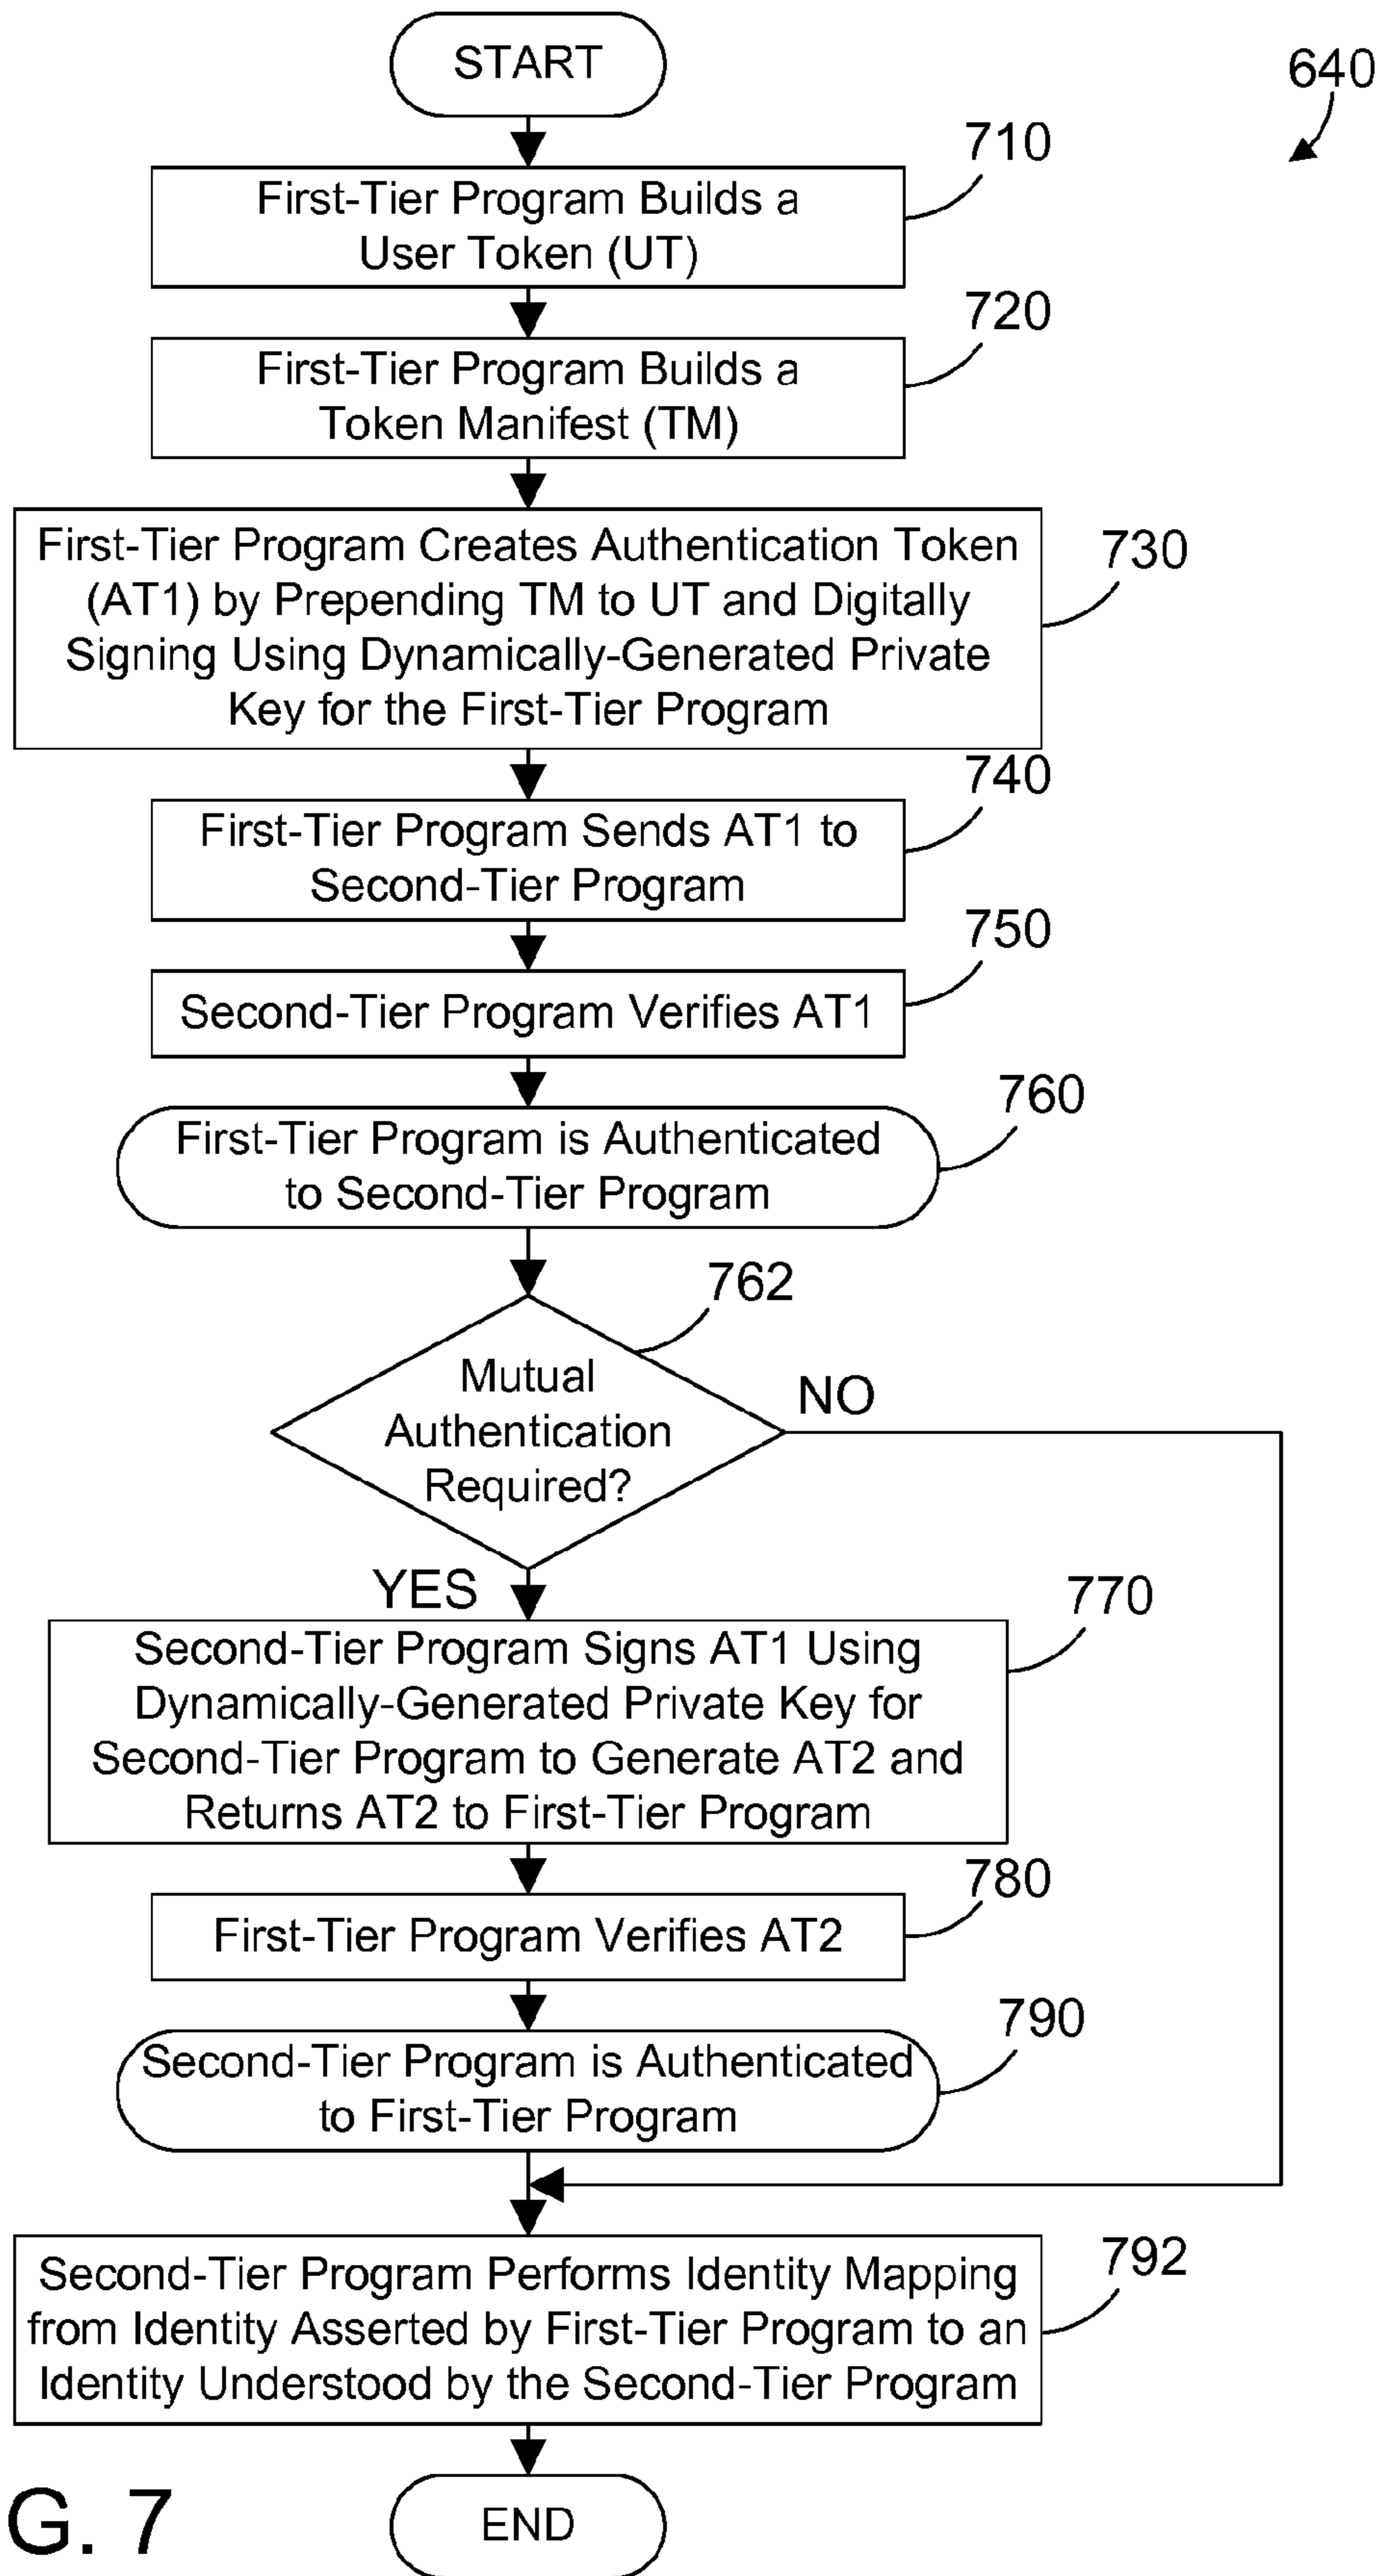 START
640
710
First-Tier Program Builds a
User Token (UT)
720
First-Tier Program Builds a
Token Manifest (TM)
First-Tier Program Creates Authentication Token
(AT1) by Prepending TM to UT and Digitally
Signing Using Dynamically-Generated Private
Key for the First-Tier Program
730
740
First-Tier Program Sends AT1 to
Second-Tier Program
750
Second-Tier Program Verifies AT1
760
First-Tier Program is Authenticated
to Second-Tier Program
762
Mutual
Authentication
Required?
NO
YES
770
Second-Tier Program Signs AT1 Using
Dynamically-Generated Private Key for
Second-Tier Program to Generate AT2 and
Returns AT2 to First-Tier Program
780
First-Tier Program Verifies AT2
790
Second-Tier Program is Authenticated
to First-Tier Program
792
Second-Tier Program Performs Identity Mapping
from Identity Asserted by First-Tier Program to an
Identity Understood by the Second-Tier Program
END
G. 7